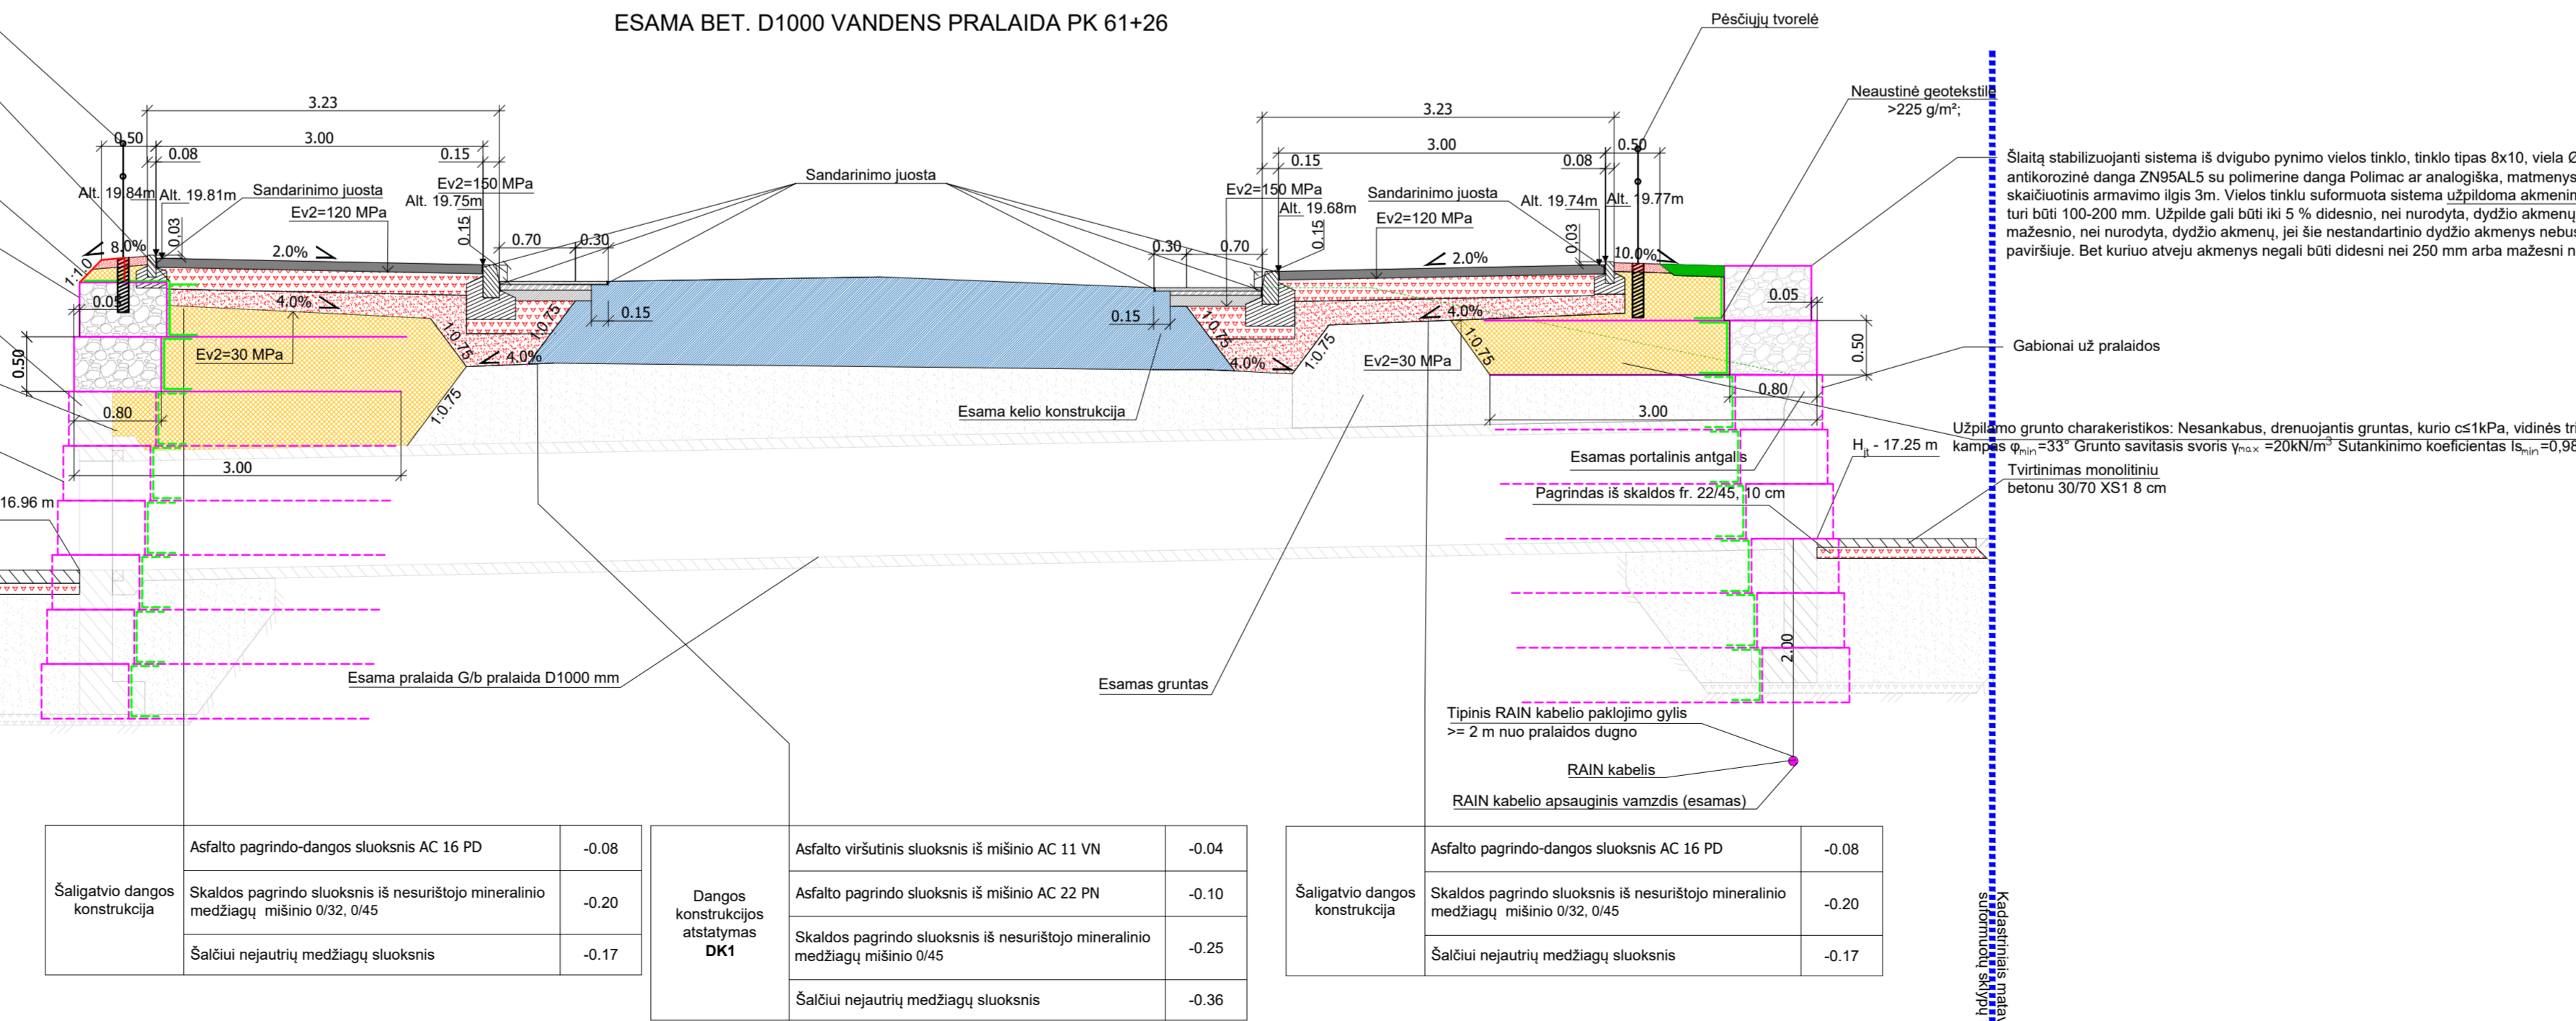 ESAMA BET. D1000 VANDENS PRALAIDA PK 61+26
Pėsčiųjų tvorelė
Neaustinė geotekstilė
>225 g/m²;
3.23
3.23
0.50
3.00
3.00
0.50
0.08
0.15
0.15
0.08
Šlaitą stabilizuojanti sistema iš dvigubo pynimo vielos tinklo, tinklo tipas 8x10, viela Ø
antikorozinė danga ZN95AL5 su polimerine danga Polimac ar analogiška, matmenys
skaičiuotinis armavimo ilgis 3m. Vielos tinklu suformuota sistema užpildoma akmenim
turi būti 100-200 mm. Užpilde gali būti iki 5 % didesnio, nei nurodyta, dydžio akmenų
mažesnio, nei nurodyta, dydžio akmenų, jei šie nestandartinio dydžio akmenys nebus
paviršiuje. Bet kuriuo atveju akmenys negali būti didesni nei 250 mm arba mažesni n
Alt. 19.84m
Alt. 19.81m
Sandarinimo juosta
Ev2=150 MPa
Alt. 19.75m
Ev2=120 MPa
Sandarinimo juosta
Ev2=150 MPa
Alt. 19.68m
Sandarinimo juosta
Ev2=120 MPa
Alt. 19.74m
Alt. 19.77m
0.03
0.15
0.15
0.03
8.0%
2.0%
0.70
0.30
0.30
0.70
2.0%
10.0%
1:1.0
0.05
4.0%
0.15
0.15
4.0%
0.05
1:0.75
1:0.75
1:0.75
1:0.75
1:0.75
0.50
Ev2=30 MPa
4.0%
4.0%
Ev2=30 MPa
0.50
Gabionai už pralaidos
0.80
1:0.75
Esama kelio konstrukcija
3.00
0.80
3.00
Esamas portalinis antgalis
H jt - 17.25 m
Užpilamo grunto charakeristikos: Nesankabus, drenuojantis gruntas, kurio c≤1kPa, vidinės tri
kampas φmin=33° Grunto savitasis svoris γmax =20kN/m³ Sutankinimo koeficientas Ismin=0,98
Tvirtinimas monolitiniu
betonu 30/70 XS1 8 cm
16.96 m
Pagrindas iš skaldos fr. 22/45, 10 cm
2.00
Esama pralaida G/b pralaida D1000 mm
Esamas gruntas
Tipinis RAIN kabelio paklojimo gylis
>= 2 m nuo pralaidos dugno
RAIN kabelis
RAIN kabelio apsauginis vamzdis (esamas)
Šaligatvio dangos
konstrukcija
Asfalto pagrindo-dangos sluoksnis AC 16 PD
-0.08
Skaldos pagrindo sluoksnis iš nesurištojo mineralinio
medžiagų mišinio 0/32, 0/45
-0.20
Šalčiui nejautrių medžiagų sluoksnis
-0.17
Dangos
konstrukcijos
atstatymas
DK1
Asfalto viršutinis sluoksnis iš mišinio AC 11 VN
-0.04
Asfalto pagrindo sluoksnis iš mišinio AC 22 PN
-0.10
Skaldos pagrindo sluoksnis iš nesurištojo mineralinio
medžiagų mišinio 0/45
-0.25
Šalčiui nejautrių medžiagų sluoksnis
-0.36
Šaligatvio dangos
konstrukcija
Asfalto pagrindo-dangos sluoksnis AC 16 PD
-0.08
Skaldos pagrindo sluoksnis iš nesurištojo mineralinio
medžiagų mišinio 0/32, 0/45
-0.20
Šalčiui nejautrių medžiagų sluoksnis
-0.17
Kadastriniais matav
suformuotų sklypų